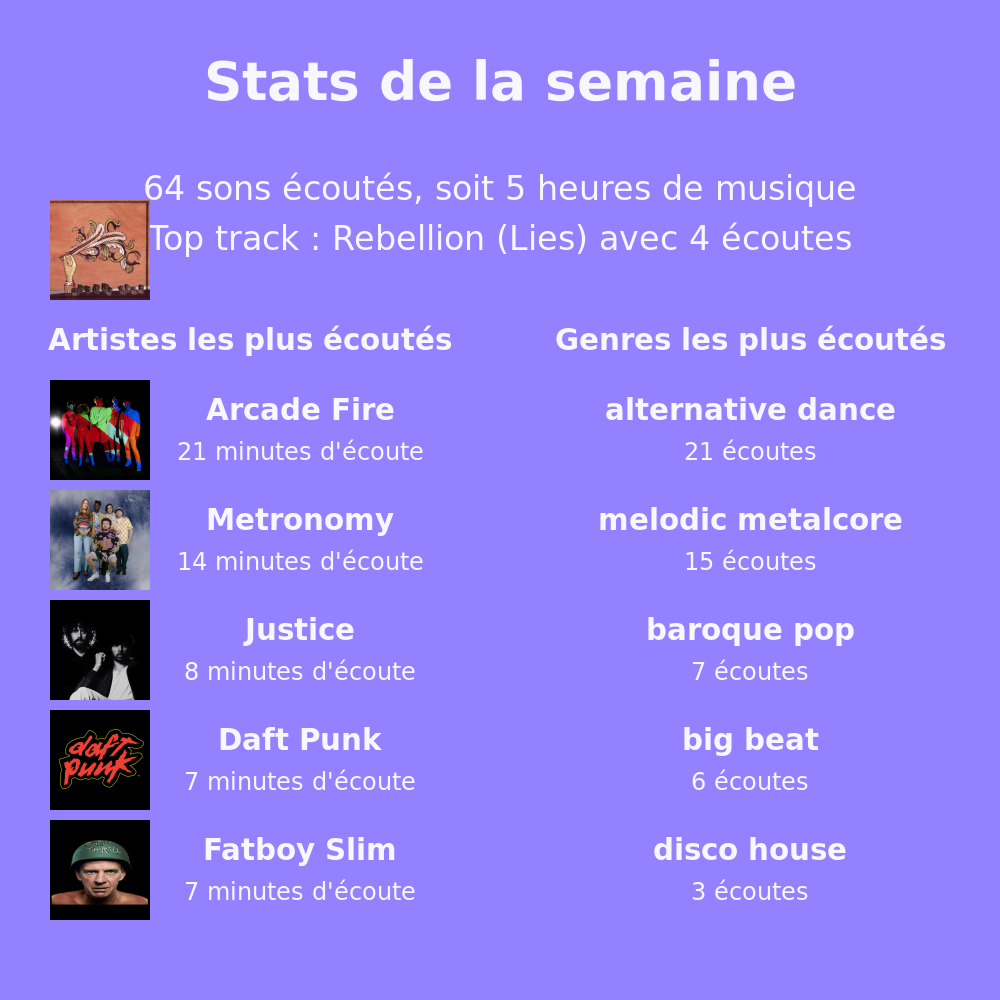 Stats de la semaine
64 sons écoutés, soit 5 heures de musique
Top track : Rebellion (Lies) avec 4 écoutes
Artistes les plus écoutés
Arcade Fire
21 minutes d'écoute
Metronomy
14 minutes d'écoute
Justice
8 minutes d'écoute
daft punk
Daft Punk
7 minutes d'écoute
Fatboy Slim
7 minutes d'écoute
Genres les plus écoutés
alternative dance
21 écoutes
melodic metalcore
15 écoutes
baroque pop
7 écoutes
big beat
6 écoutes
disco house
3 écoutes